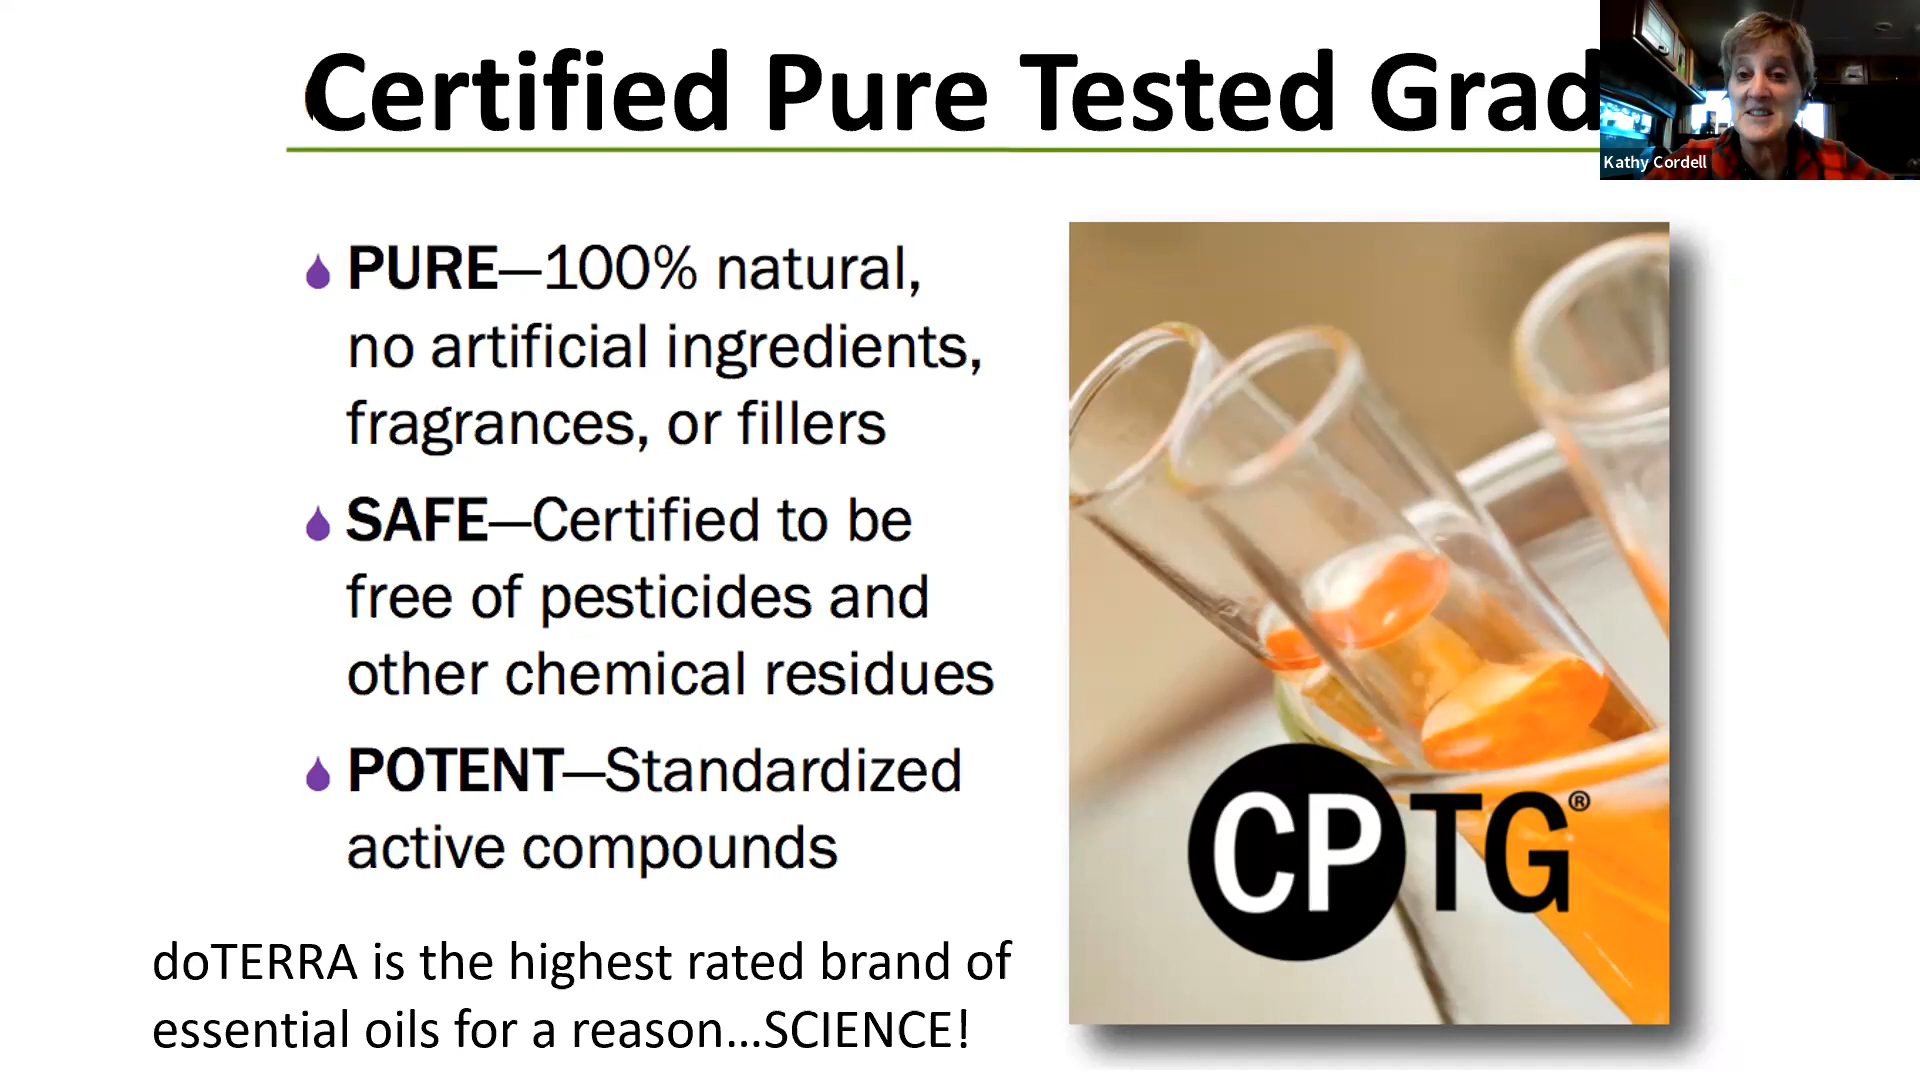 Certified Pure Tested Grad
Kathy Cordell
PURE—100% natural,
no artificial ingredients,
fragrances, or fillers
SAFE—Certified to be
free of pesticides and
other chemical residues
POTENT—Standardized
active compounds
CPTG®
doTERRA is the highest rated brand of
essential oils for a reason...SCIENCE!